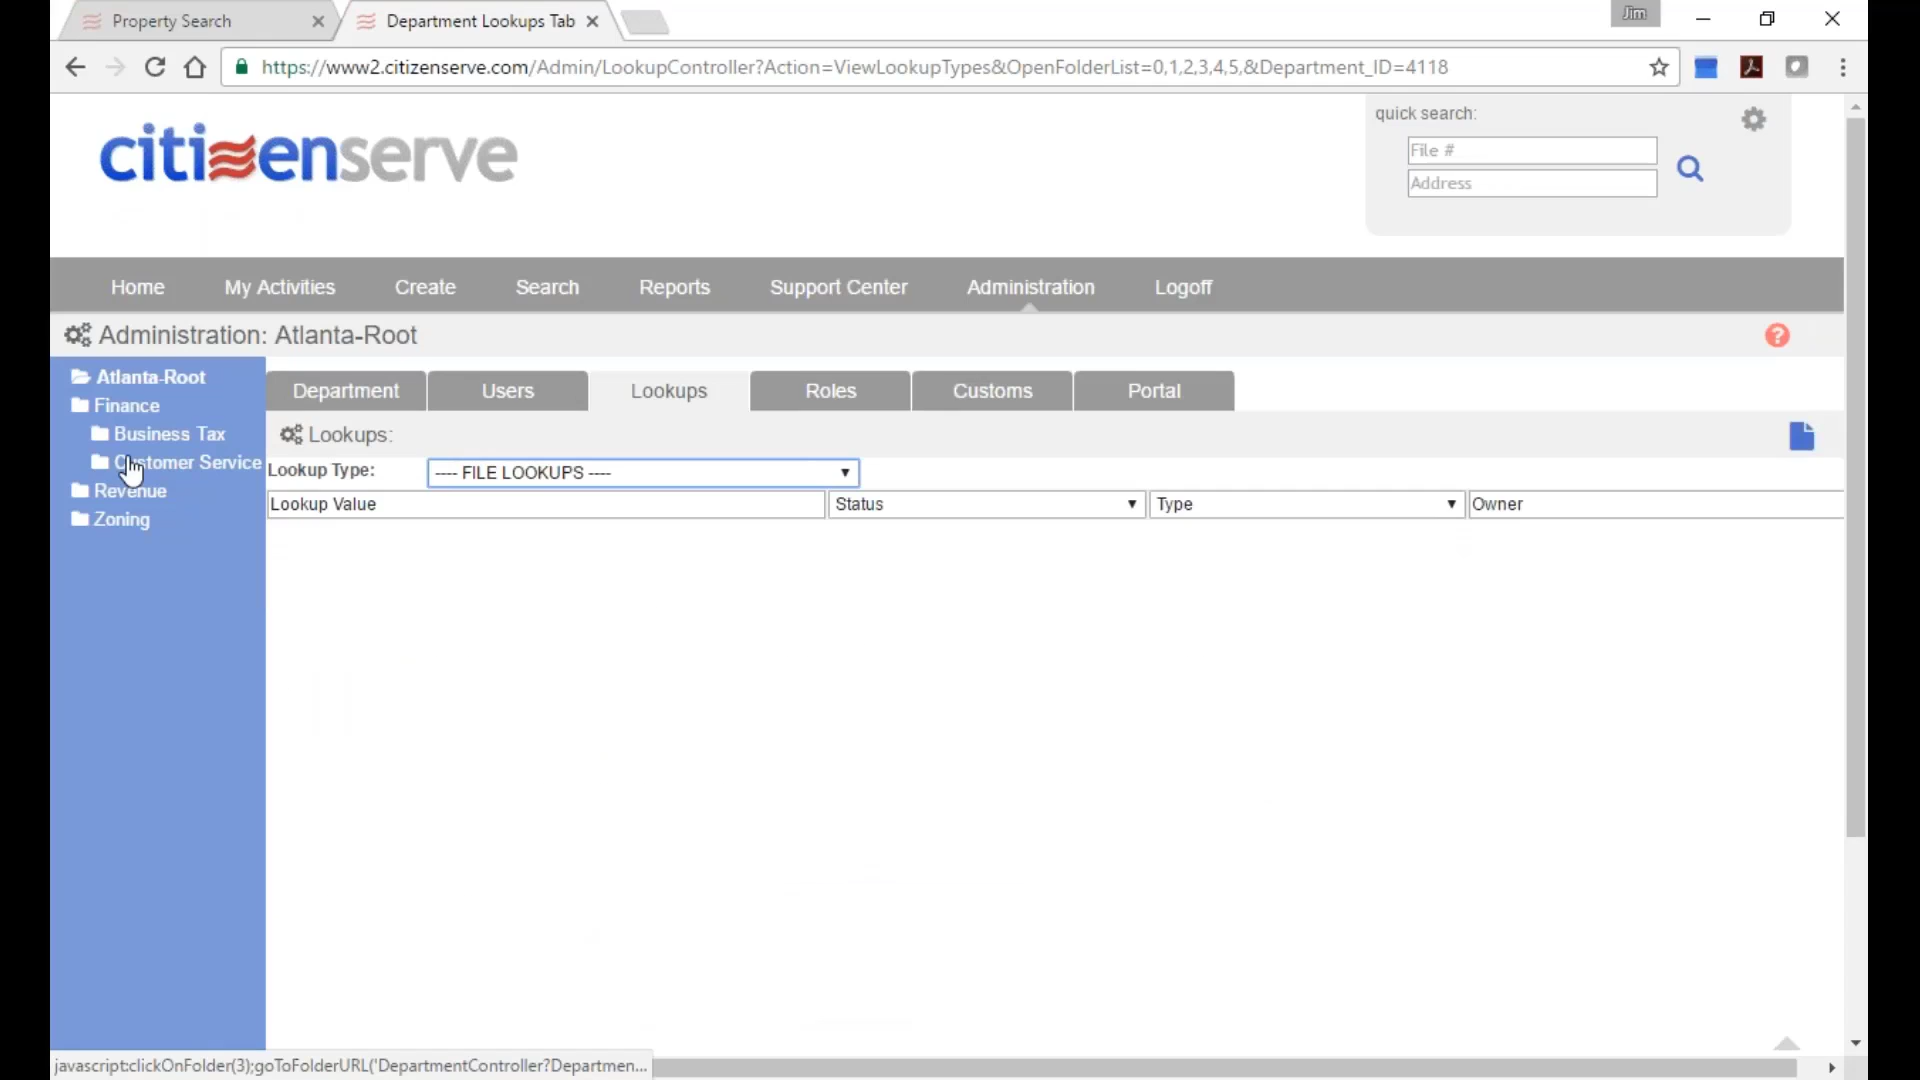 Property Search
Department Lookups Tab
Jim
https://www2.citizenserve.com/Admin/LookupController?Action=ViewLookupTypes&OpenFolderList=0,1,2,3,4,5,&Department_ID=4118
citizenserve
quick search:
File #
Address
Home
My Activities
Create
Search
Reports
Support Center
Administration
Logoff
Administration: Atlanta-Root
?
Atlanta-Root
Finance
Business Tax
Customer Service
Revenue
Zoning
Department
Users
Lookups
Roles
Customs
Portal
Lookups:
Lookup Type:
---- FILE LOOKUPS ----
Lookup Value
Status
Type
Owner
javascript:clickOnFolder(3);goToFolderURL('DepartmentController?Departmen...